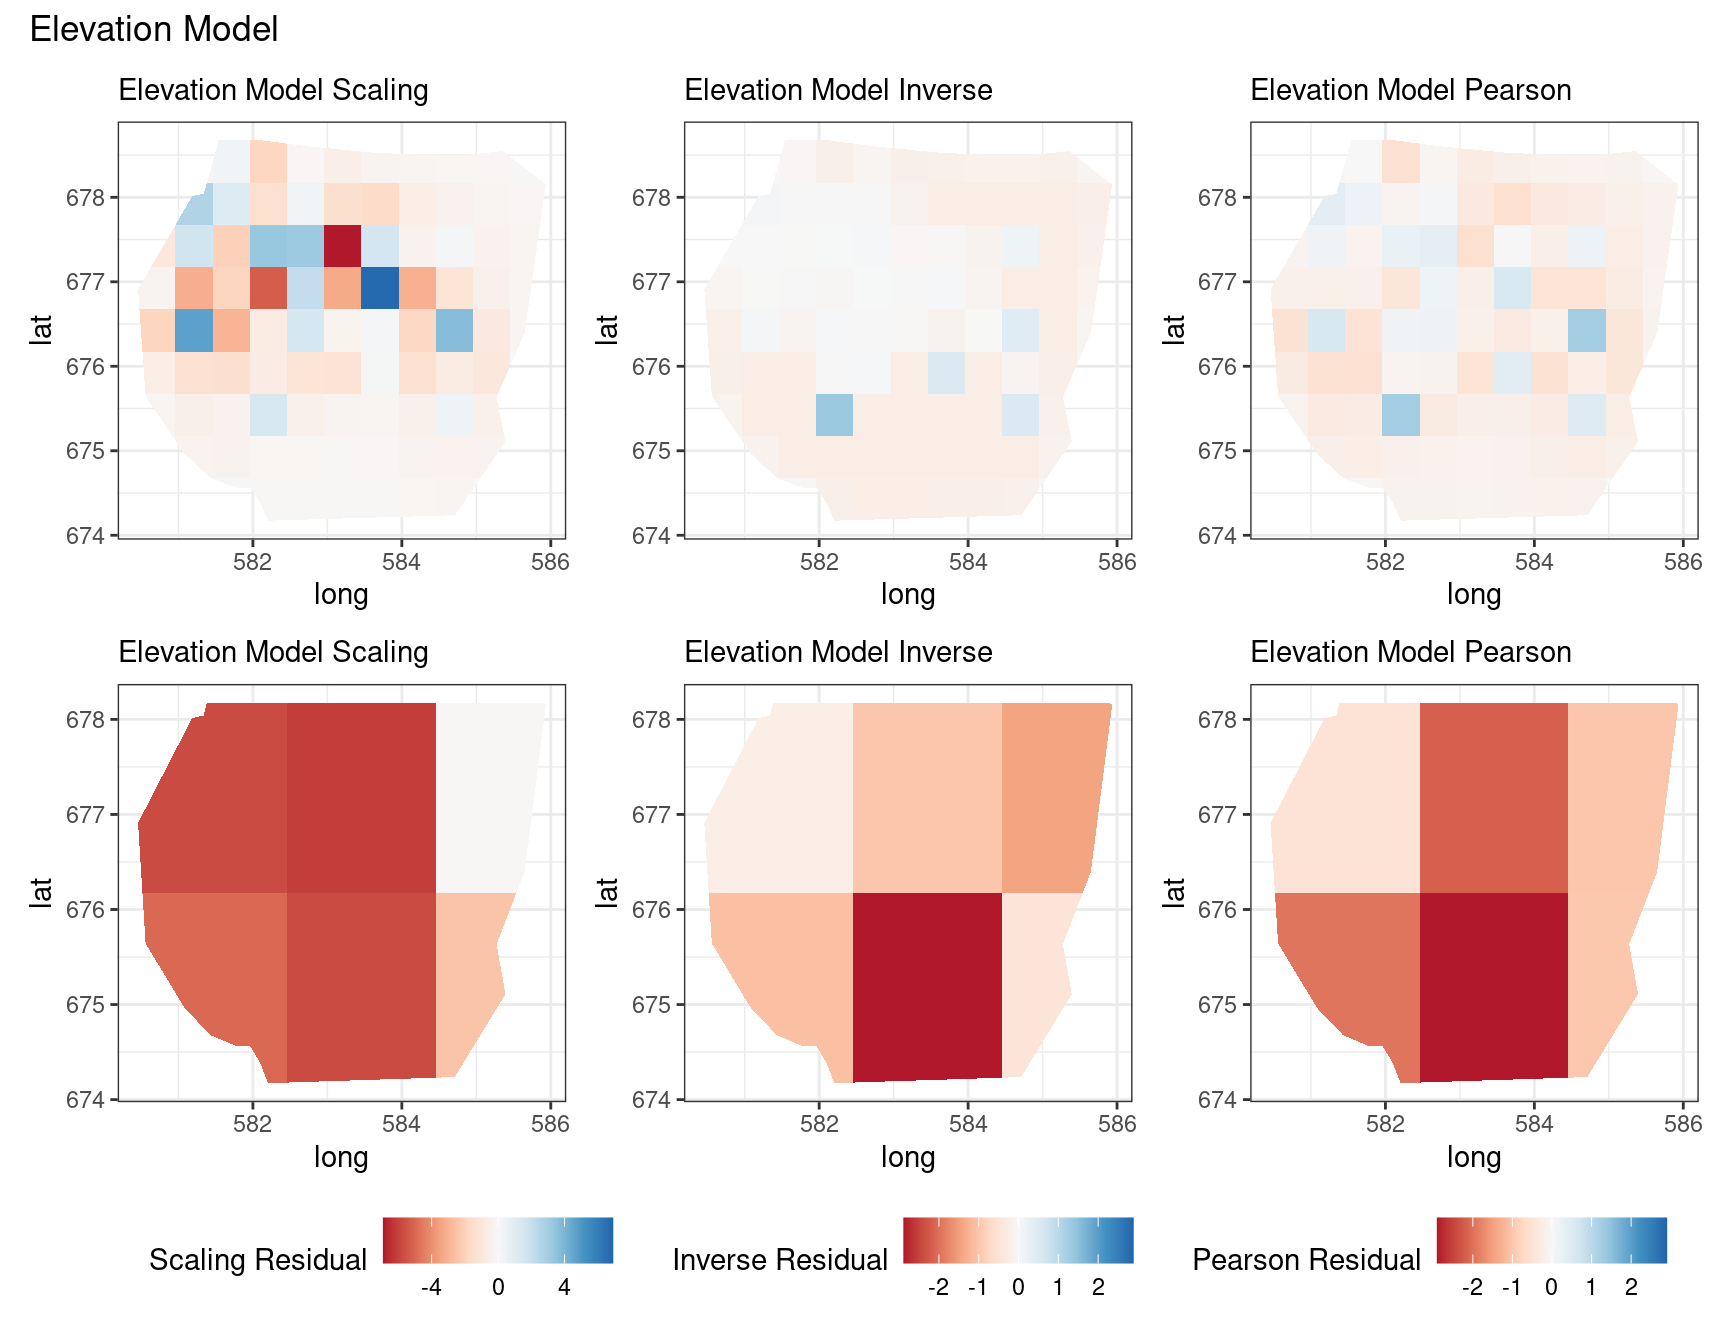 Elevation Model
Elevation Model Scaling
Elevation Model Inverse
Elevation Model Pearson
678
677
676
675
674
lat
582
584
586
long
678
677
676
675
674
lat
582
584
586
long
678
677
676
675
674
lat
582
584
586
long
Elevation Model Scaling
Elevation Model Inverse
Elevation Model Pearson
678
677
676
675
674
lat
582
584
586
long
678
677
676
675
674
lat
582
584
586
long
678
677
676
675
674
lat
582
584
586
long
Scaling Residual
-4
0
4
Inverse Residual
-2
-1
0
1
2
Pearson Residual
-2
-1
0
1
2